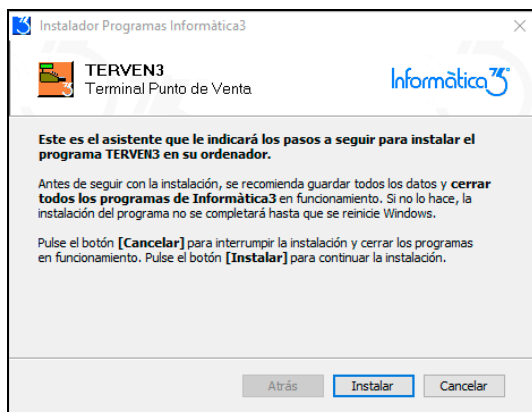 Instalador Programas Informàtica3
TERVEN3
Terminal Punto de Venta
Informàtica3
Este es el asistente que le indicará los pasos a seguir para instalar el
programa TERVEN3 en su ordenador.
Antes de seguir con la instalación, se recomienda guardar todos los datos y cerrar
todos los programas de Informàtica3 en funcionamiento. Si no lo hace, la
instalación del programa no se completará hasta que se reinicie Windows.
Pulse el botón [Cancelar] para interrumpir la instalación y cerrar los programas
en funcionamiento. Pulse el botón [Instalar] para continuar la instalación.
Atrás
Instalar
Cancelar